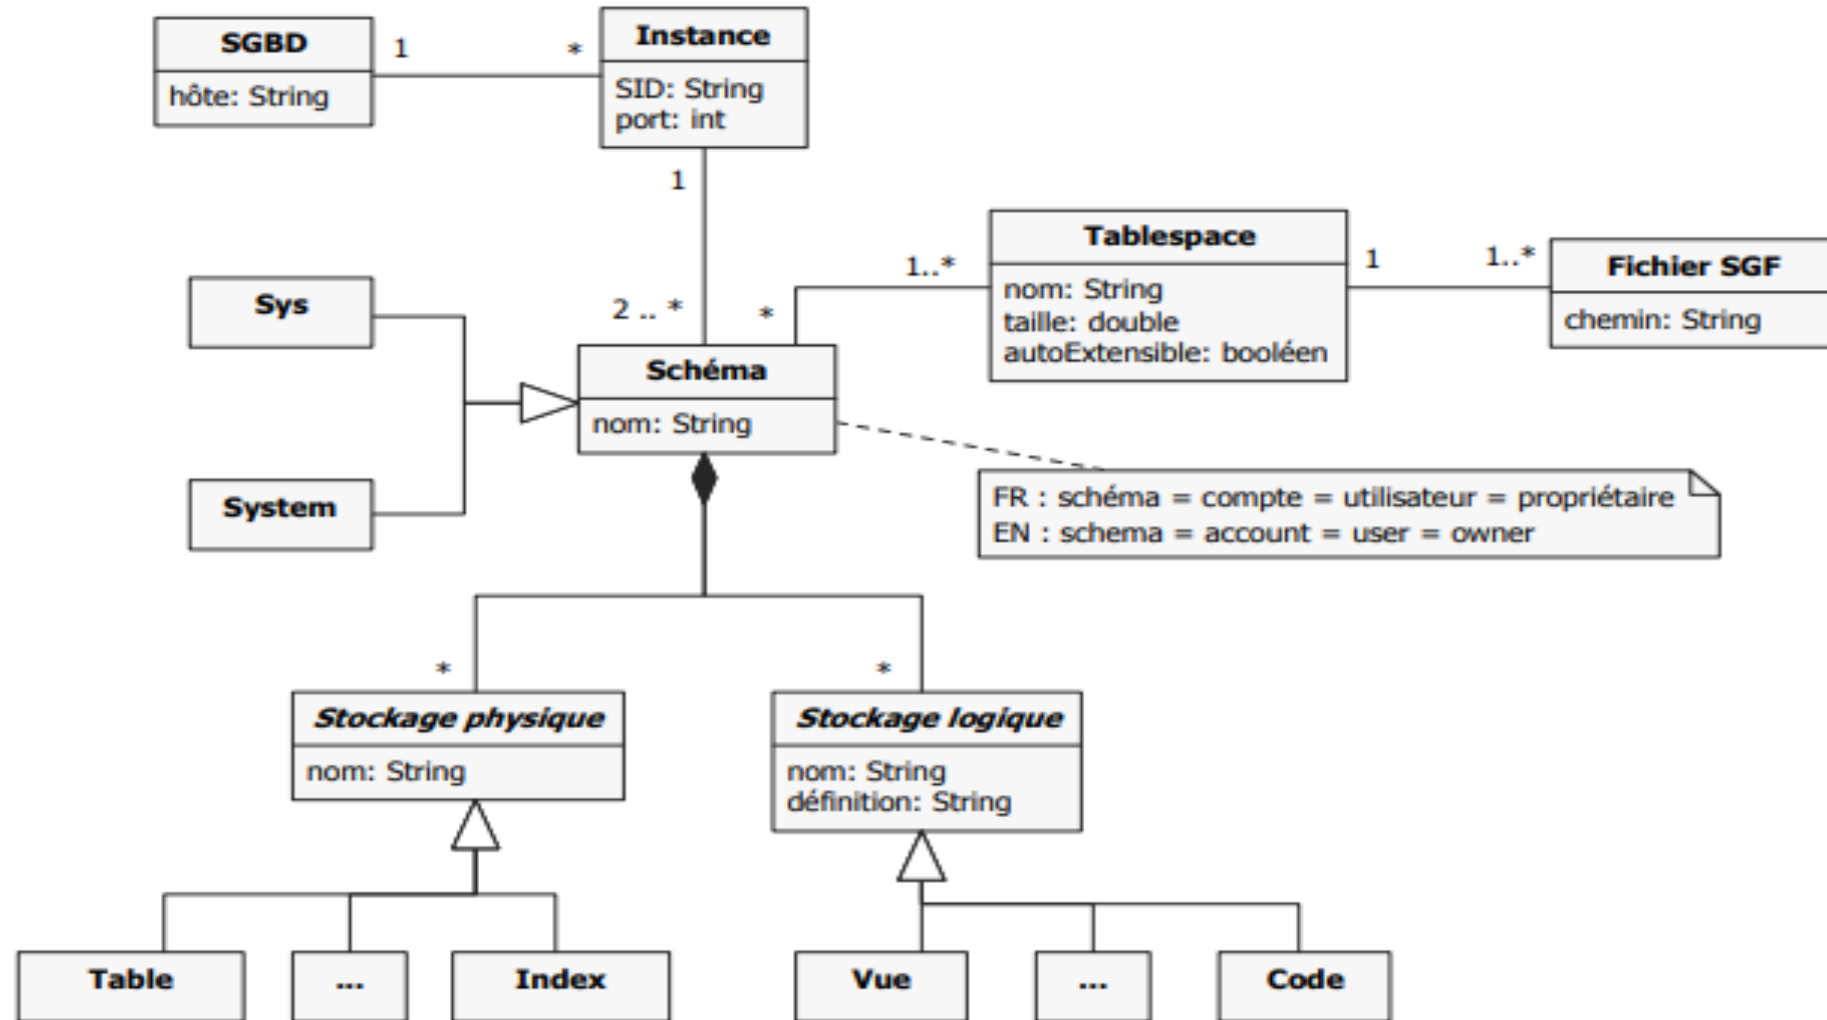 SGBD
hôte: String
1
*
Instance
SID: String
port: int
1
2 .. *
Sys
System
Schéma
nom: String
*
1..*
Tablespace
nom: String
taille: double
autoExtensible: booléen
1
1..*
Fichier SGF
chemin: String
FR : schéma = compte = utilisateur = propriétaire
EN : schema = account = user = owner
*
*
Stockage physique
nom: String
Stockage logique
nom: String
définition: String
Table
...
Index
Vue
...
Code